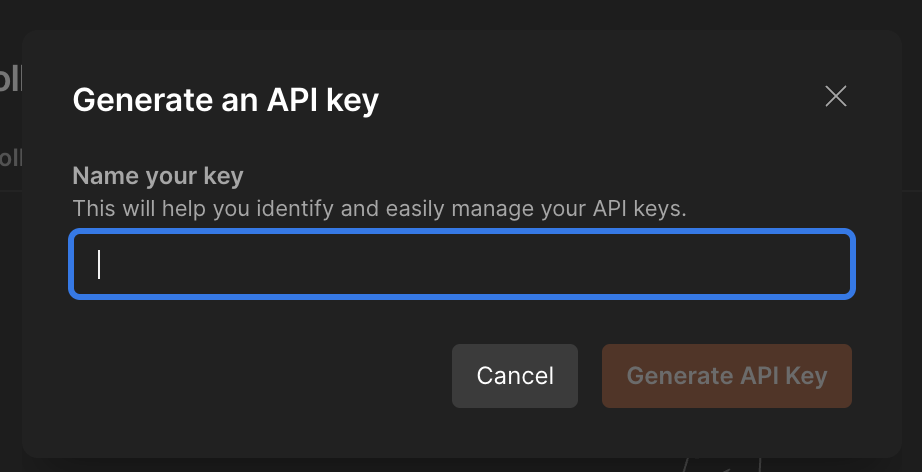 Generate an API key
Name your key
This will help you identify and easily manage your API keys.
Cancel
Generate API Key